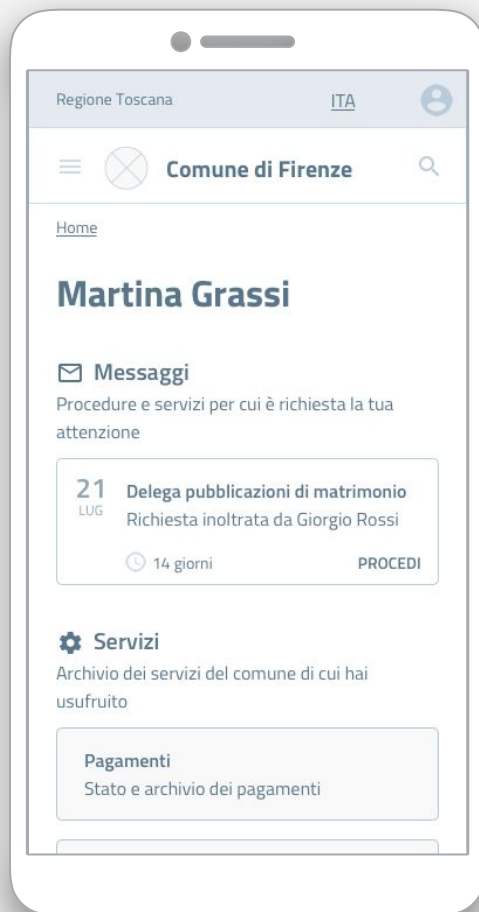 Regione Toscana ITA
Comune di Firenze
Home
Martina Grassi
Messaggi
Procedure e servizi per cui è richiesta la tua
attenzione
21
LUG
Delega pubblicazioni di matrimonio
Richiesta inoltrata da Giorgio Rossi
14 giorni PROCEDI
Servizi
Archivio dei servizi del comune di cui hai
usufruito
Pagamenti
Stato e archivio dei pagamenti